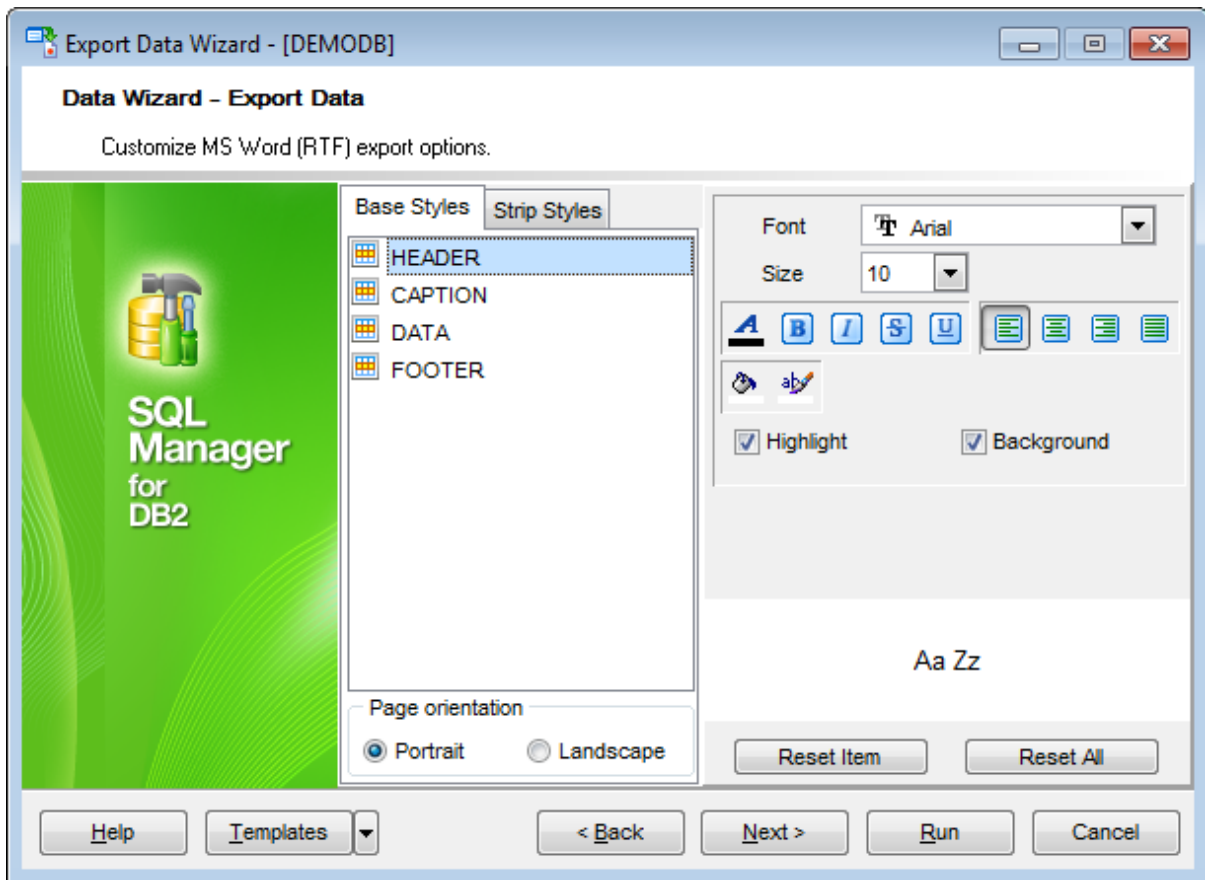 Export Data Wizard - [DEMODB]
Data Wizard - Export Data
Customize MS Word (RTF) export options.
SQL
Manager
for
DB2
Base Styles Strip Styles
HEADER
CAPTION
DATA
FOOTER
Page orientation
Portrait Landscape
Font Arial
Size 10
A B I S U
ab
Highlight Background
Aa Zz
Reset Item Reset All
Help Templates < Back Next > Run Cancel